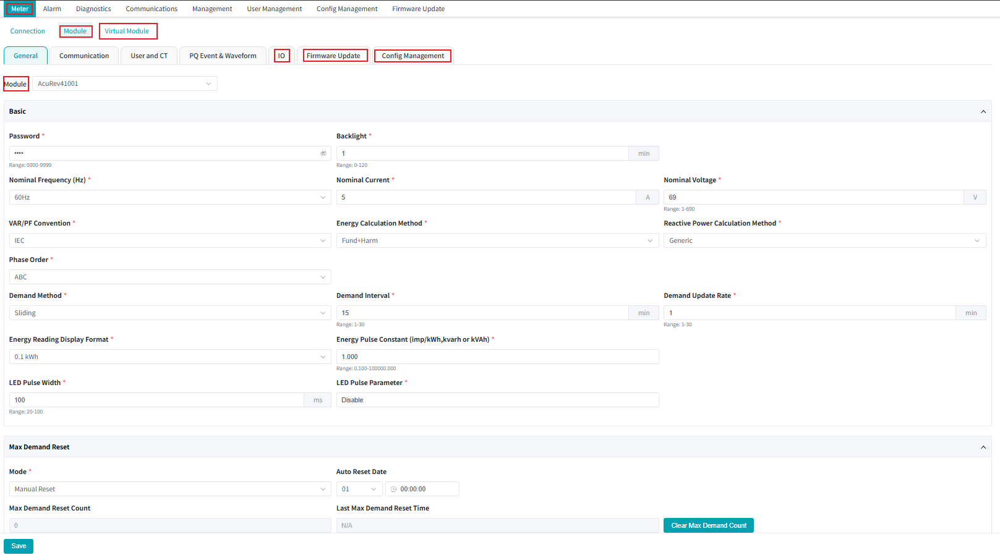 Meter Alarm Diagnostics Communications Management User Management Config Management Firmware Update
Connection Module Virtual Module
General Communication User and CT PQ Event & Waveform IO Firmware Update Config Management
Module AcuRev41001
Basic
Password * Backlight *
•••• 1 min
Range: 0000-9999 Range: 0-120
Nominal Frequency (Hz) * Nominal Current * Nominal Voltage *
60Hz 5 A 69 V
Range: 1-690
VAR/PF Convention * Energy Calculation Method * Reactive Power Calculation Method *
IEC Fund+Harm Generic
Phase Order *
ABC
Demand Method * Demand Interval * Demand Update Rate *
Sliding 15 min 1 min
Range: 1-30 Range: 1-30
Energy Reading Display Format * Energy Pulse Constant (imp/kWh,kvarh or kVAh) *
0.1 kWh 1.000
Range: 0.100-100000.000
LED Pulse Width * LED Pulse Parameter *
100 ms Disable
Range: 20-100
Max Demand Reset
Mode * Auto Reset Date
Manual Reset 01 00:00:00
Max Demand Reset Count Last Max Demand Reset Time
0 N/A Clear Max Demand Count
Save